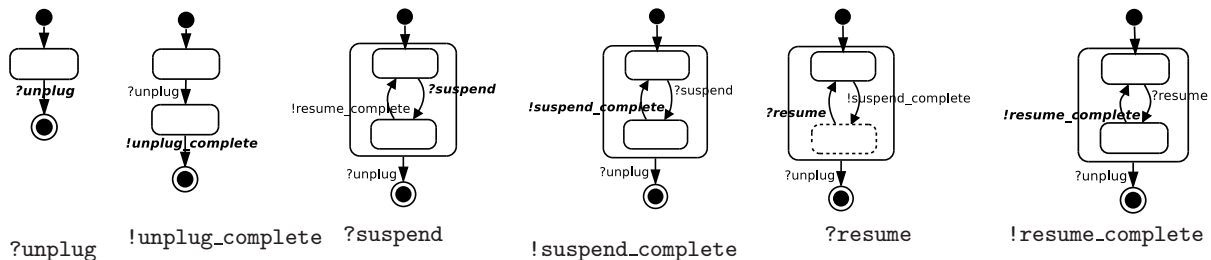 ?unplug
?unplug
?unplug
!unplug_complete
!unplug_complete
?suspend
!resume_complete
?unplug
?suspend
?suspend
!suspend_complete
?unplug
!suspend_complete
!suspend_complete
?resume
?unplug
?resume
?resume
!resume_complete
?unplug
!resume_complete